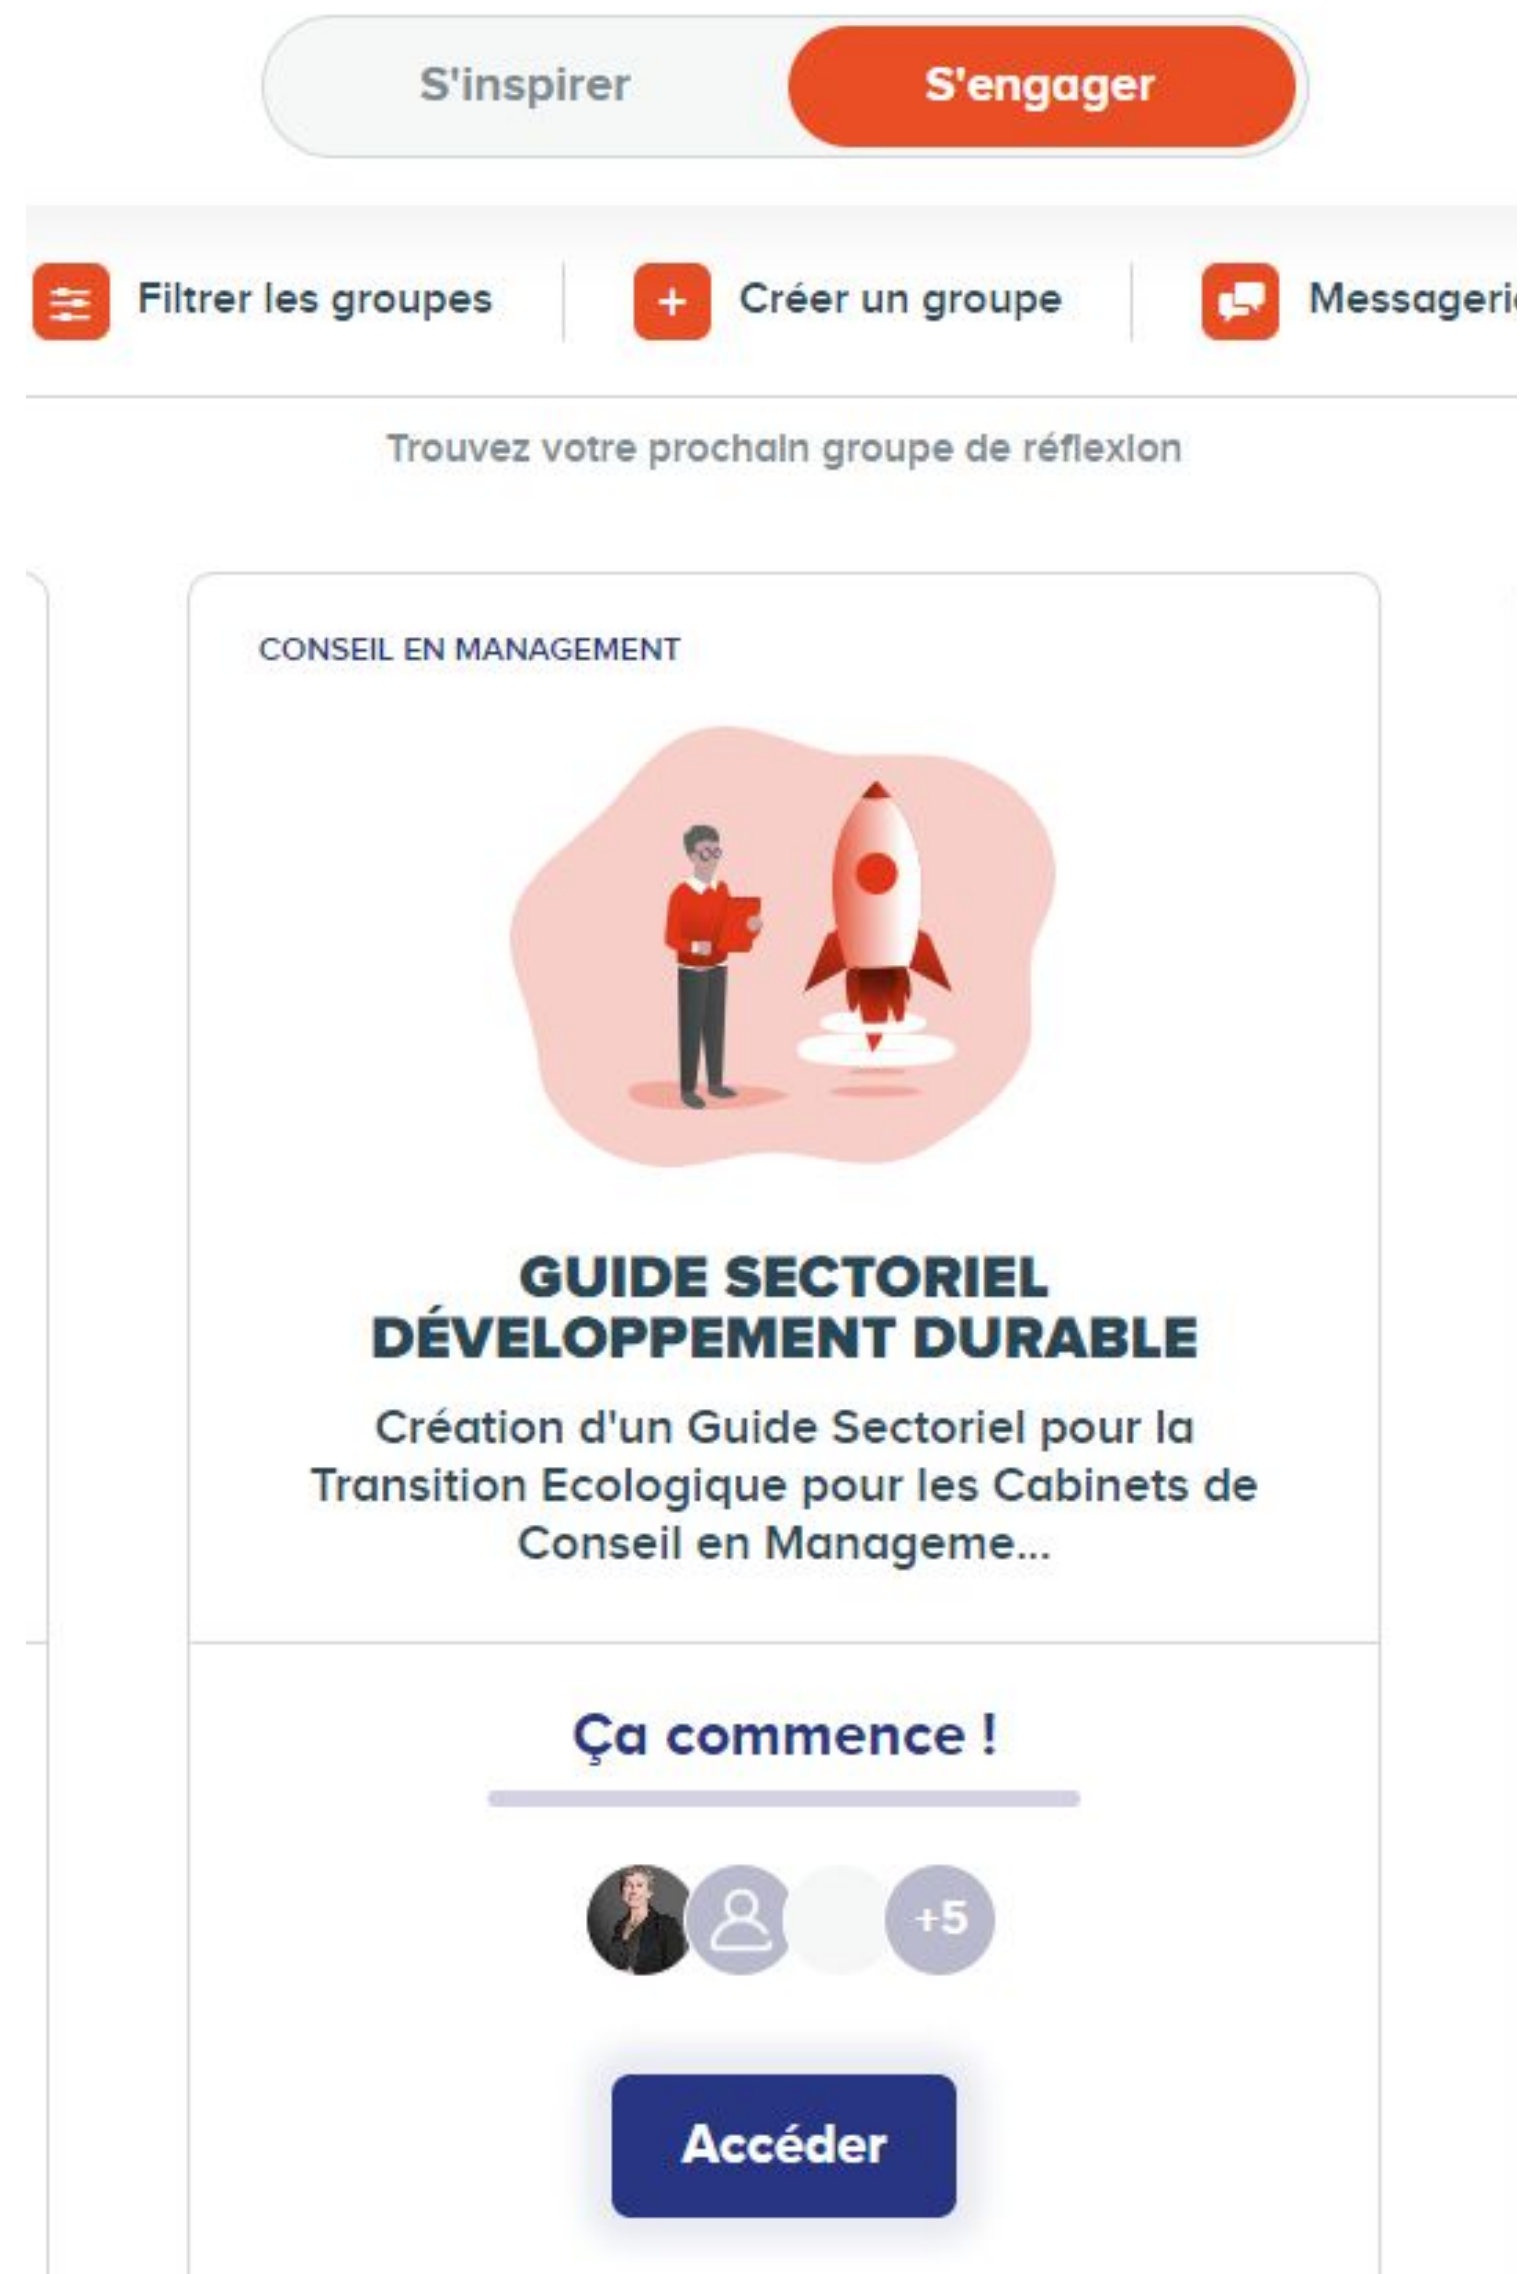 S'inspirer
S'engager
Filtrer les groupes
Créer un groupe
Trouvez votre prochain groupe de réflexion
CONSEIL EN MANAGEMENT
GUIDE SECTORIEL
DÉVELOPPEMENT DURABLE
Création d'un Guide Sectoriel pour la
Transition Ecologique pour les Cabinets de
Conseil en Manageme...
Ça commence !
+5
Accéder